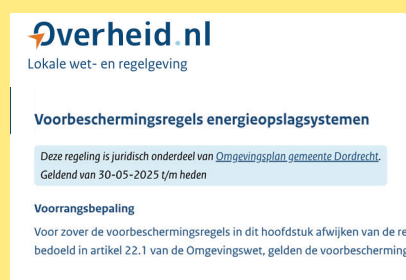 Overheid.nl
Lokale wet- en regelgeving
Voorbeschermingsregels energieopslagsystemen
Deze regeling is juridisch onderdeel van Omgevingsplan gemeente Dordrecht.
Geldend van 30-05-2025 t/m heden
Voorrangsbepaling
Voor zover de voorbeschermingsregels in dit hoofdstuk afwijken van de re
bedoeld in artikel 22.1 van de Omgevingswet, gelden de voorbescherming